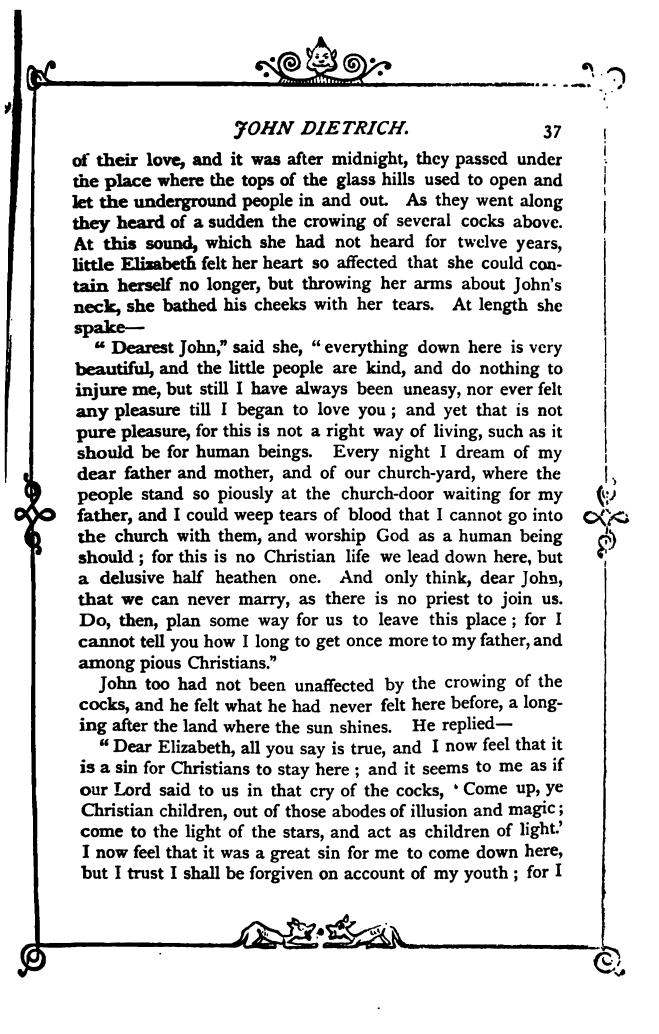 JOHN DIETRICH. 37
of their love, and it was after midnight, they passed under
the place where the tops of the glass hills used to open and
let the underground people in and out. As they went along
they heard of a sudden the crowing of several cocks above.
At this sound, which she had not heard for twelve years,
little Elizabeth felt her heart so affected that she could con-
tain herself no longer, but throwing her arms about John's
neck, she bathed his cheeks with her tears. At length she
spake—
“ Dearest John,” said she, “ everything down here is very
beautiful, and the little people are kind, and do nothing to
injure me, but still I have always been uneasy, nor ever felt
any pleasure till I began to love you ; and yet that is not
pure pleasure, for this is not a right way of living, such as it
should be for human beings. Every night I dream of my
dear father and mother, and of our church-yard, where the
people stand so piously at the church-door waiting for my
father, and I could weep tears of blood that I cannot go into
the church with them, and worship God as a human being
should ; for this is no Christian life we lead down here, but
a delusive half heathen one. And only think, dear John,
that we can never marry, as there is no priest to join us.
Do, then, plan some way for us to leave this place ; for I
cannot tell you how I long to get once more to my father, and
among pious Christians.”
John too had not been unaffected by the crowing of the
cocks, and he felt what he had never felt here before, a long-
ing after the land where the sun shines. He replied—
“ Dear Elizabeth, all you say is true, and I now feel that it
is a sin for Christians to stay here ; and it seems to me as if
our Lord said to us in that cry of the cocks, ‘ Come up, ye
Christian children, out of those abodes of illusion and magic ;
come to the light of the stars, and act as children of light.’
I now feel that it was a great sin for me to come down here,
but I trust I shall be forgiven on account of my youth ; for I